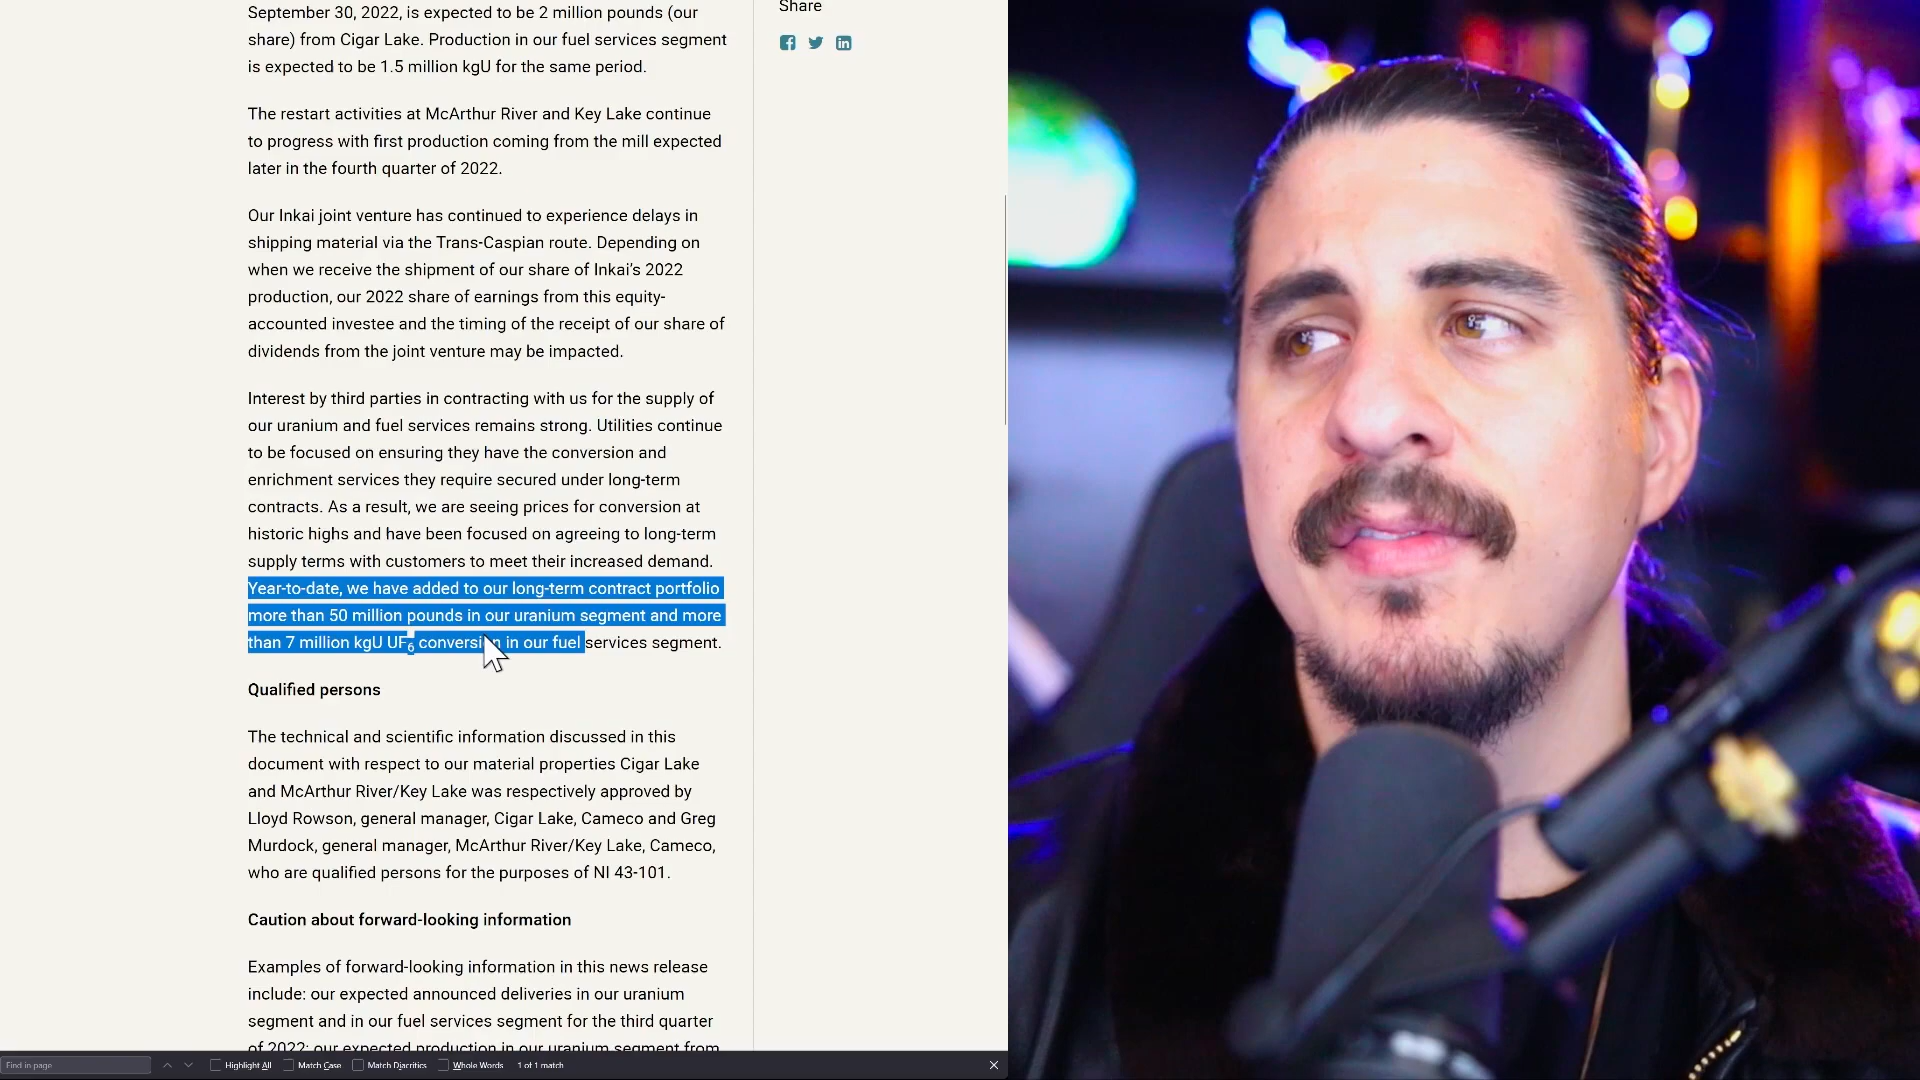 September 30, 2022, is expected to be 2 million pounds (our
share) from Cigar Lake. Production in our fuel services segment
is expected to be 1.5 million kgU for the same period.
The restart activities at McArthur River and Key Lake continue
to progress with first production coming from the mill expected
later in the fourth quarter of 2022.
Our Inkai joint venture has continued to experience delays in
shipping material via the Trans-Caspian route. Depending on
when we receive the shipment of our share of Inkai’s 2022
production, our 2022 share of earnings from this equity-
accounted investee and the timing of the receipt of our share of
dividends from the joint venture may be impacted.
Interest by third parties in contracting with us for the supply of
our uranium and fuel services remains strong. Utilities continue
to be focused on ensuring they have the conversion and
enrichment services they require secured under long-term
contracts. As a result, we are seeing prices for conversion at
historic highs and have been focused on agreeing to long-term
supply terms with customers to meet their increased demand.
Year-to-date, we have added to our long-term contract portfolio
more than 50 million pounds in our uranium segment and more
than 7 million kgU UF6 conversion in our fuel services segment.
Qualified persons
The technical and scientific information discussed in this
document with respect to our material properties Cigar Lake
and McArthur River/Key Lake was respectively approved by
Lloyd Rowson, general manager, Cigar Lake, Cameco and Greg
Murdock, general manager, McArthur River/Key Lake, Cameco,
who are qualified persons for the purposes of NI 43-101.
Caution about forward-looking information
Examples of forward-looking information in this news release
include: our expected announced deliveries in our uranium
segment and in our fuel services segment for the third quarter
of 2022; our expected production in our uranium segment from
Share
Find in page
Highlight All
Match Case
Match Diacritics
Whole Words
1 of 1 match